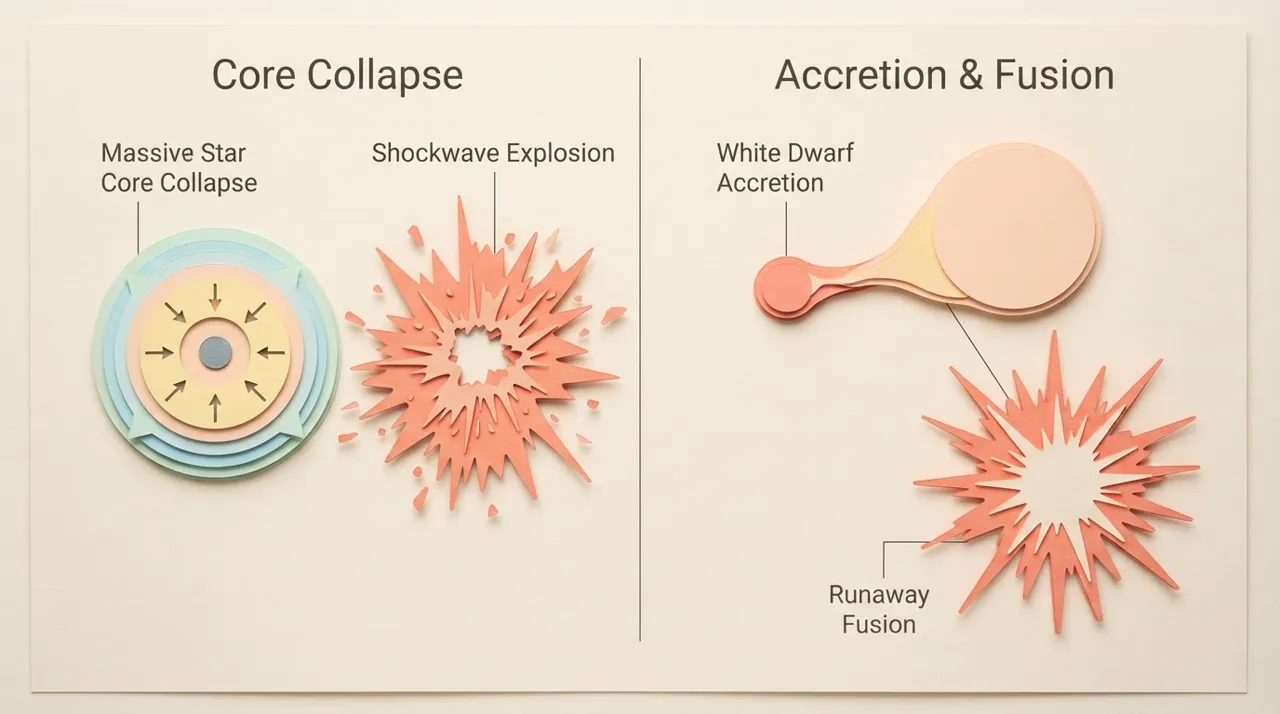 Core Collapse
Massive Star
Core Collapse
Shockwave Explosion
Accretion & Fusion
White Dwarf
Accretion
Runaway
Fusion